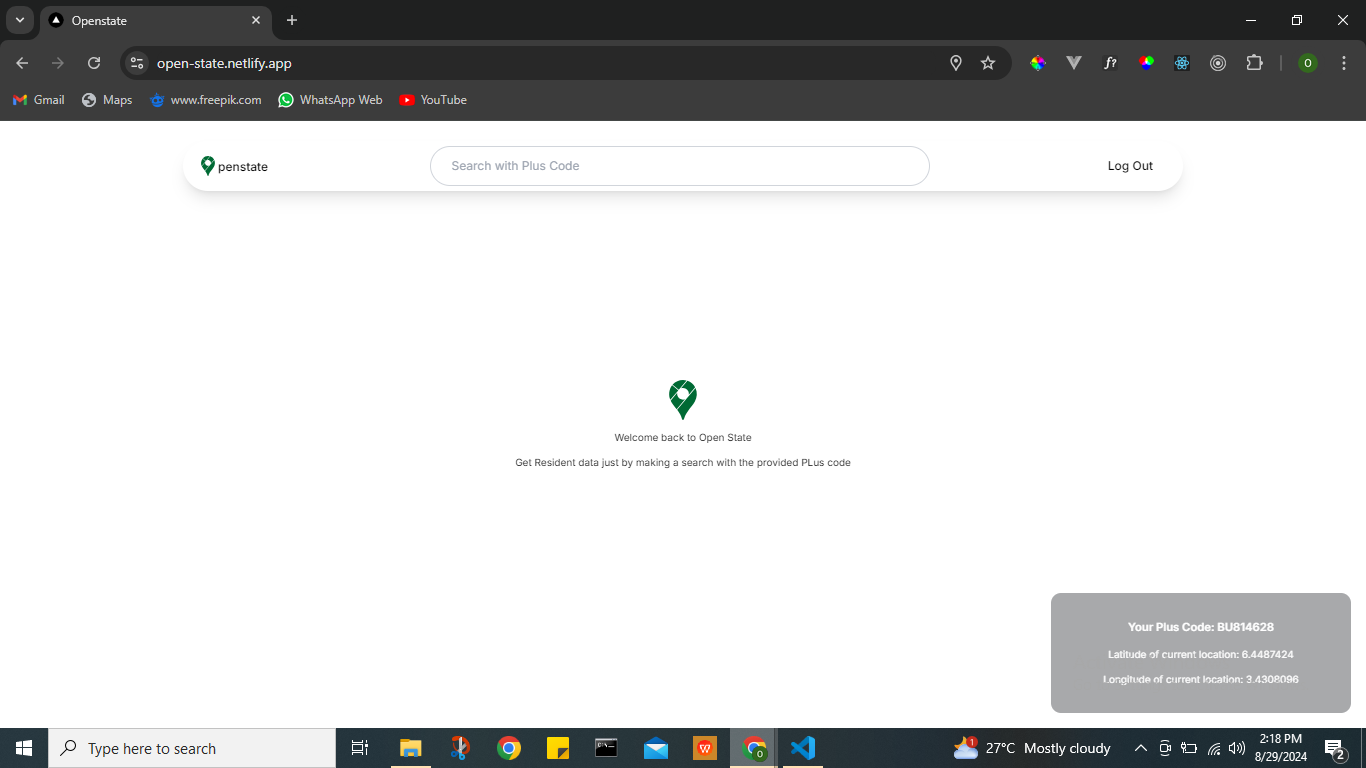 Openstate
open-state.netlify.app
Gmail Maps www.freepik.com WhatsApp Web YouTube
penstate Search with Plus Code Log Out
Welcome back to Open State
Get Resident data just by making a search with the provided PLus code
Your Plus Code: BU814628
Latitude of current location: 6.4487424
Longitude of current location: 3.4308096
Type here to search
27°C Mostly cloudy
2:18 PM
8/29/2024